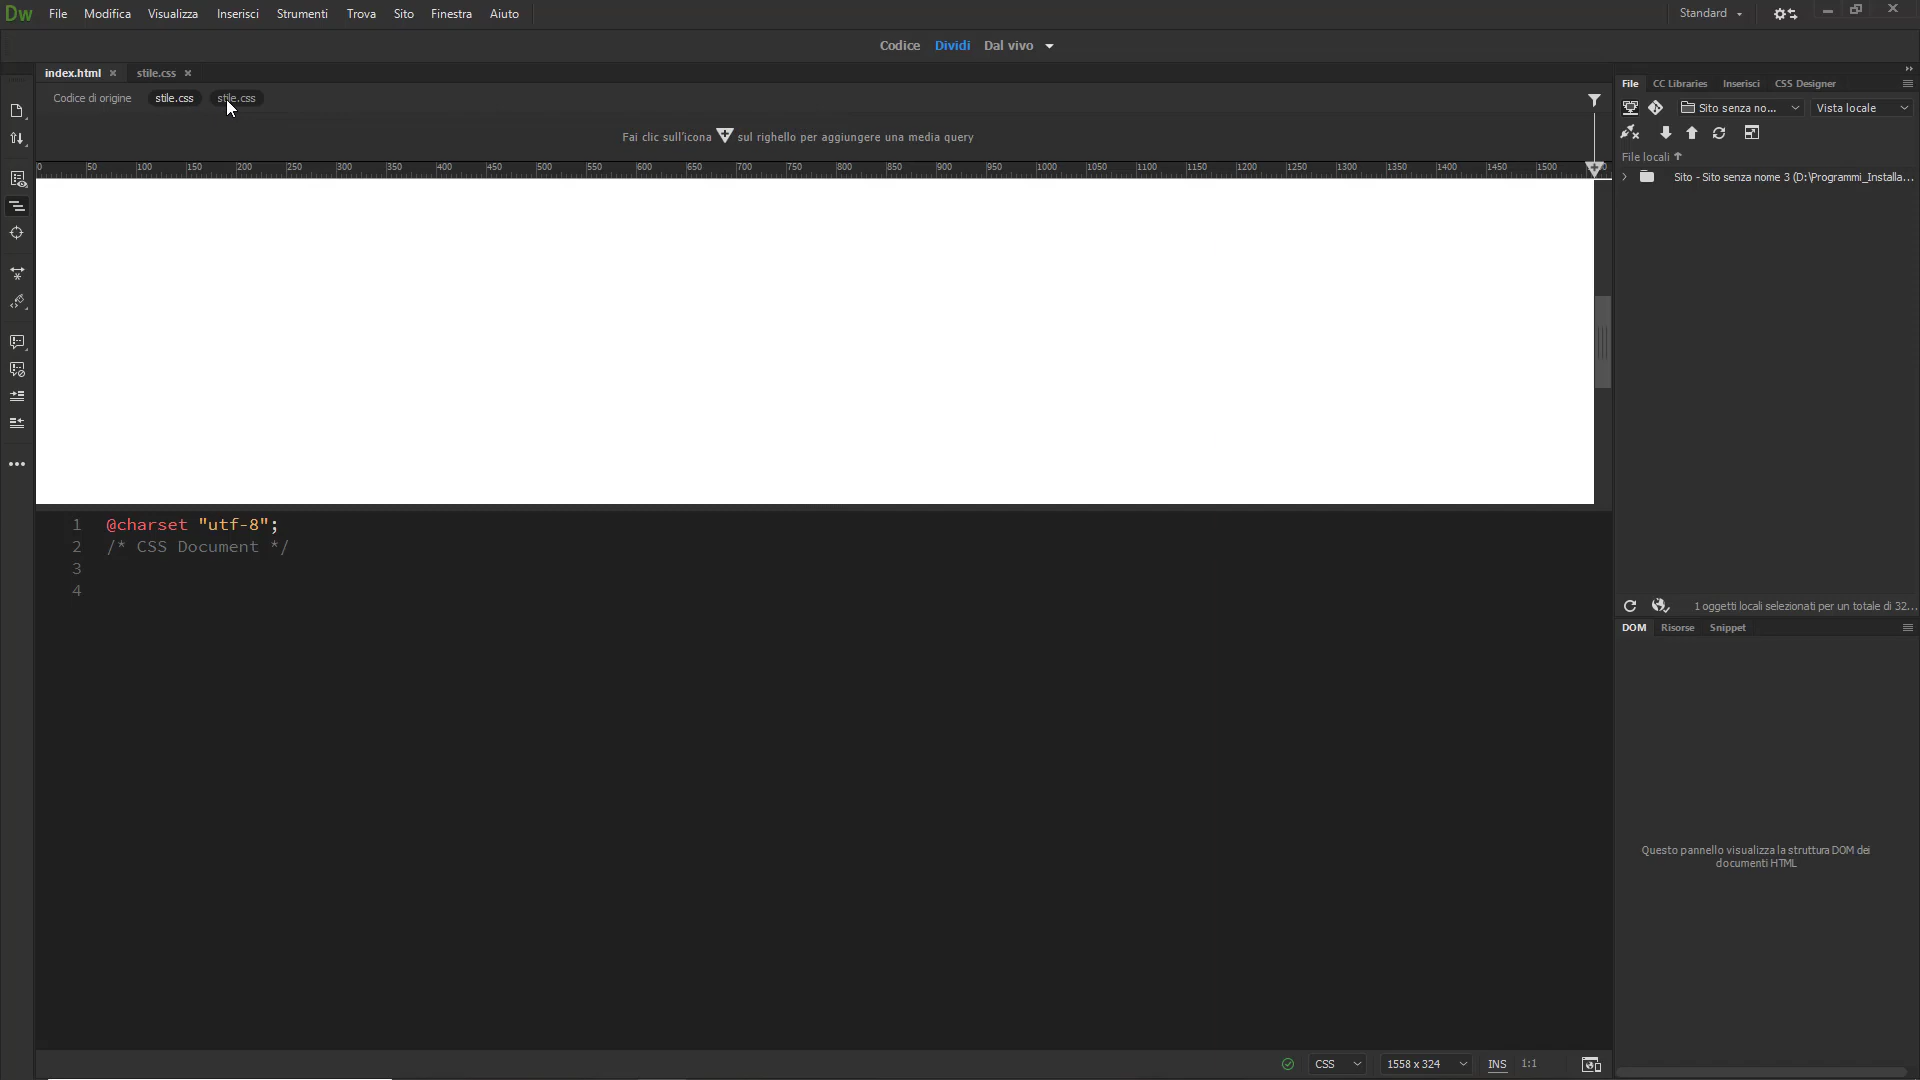 Dw File Modifica Visualizza Inserisci Strumenti Trova Sito Finestra Aiuto Standard
Codice Dividi Dal vivo
index.html × stile.css ×
Codice di origine stile.css stile.css
Fai clic sull'icona sul righello per aggiungere una media query
0 50 100 150 200 250 300 350 400 450 500 550 600 650 700 750 800 850 900 950 1000 1050 1100 1150 1200 1250 1300 1350 1400 1450 1500
1 @charset "utf-8";
2 /* CSS Document */
3
4
CSS 1558 x 324 INS 1:1
File CC Libraries Inserisci CSS Designer
Sito senza no... Vista locale
File locali
Sito - Sito senza nome 3 (D:\Programmi_Installa...
1 oggetti locali selezionati per un totale di 32...
DOM Risorse Snippet
Questo pannello visualizza la struttura DOM dei
documenti HTML